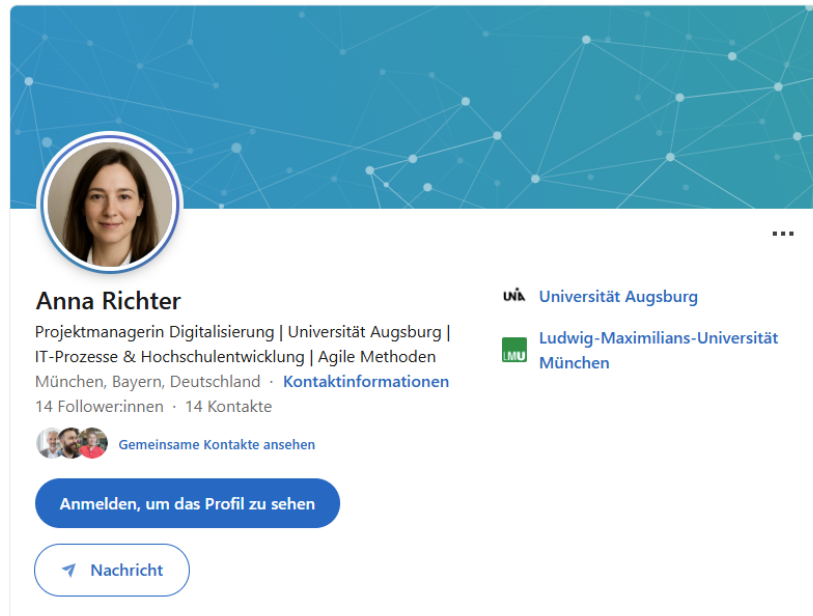 Anna Richter
Projektmanagerin Digitalisierung | Universität Augsburg |
IT-Prozesse & Hochschulentwicklung | Agile Methoden
München, Bayern, Deutschland · Kontaktinformationen
14 Follower:innen · 14 Kontakte
Gemeinsame Kontakte ansehen
Anmelden, um das Profil zu sehen
Nachricht
UNIA
Universität Augsburg
LMU
Ludwig-Maximilians-Universität
München